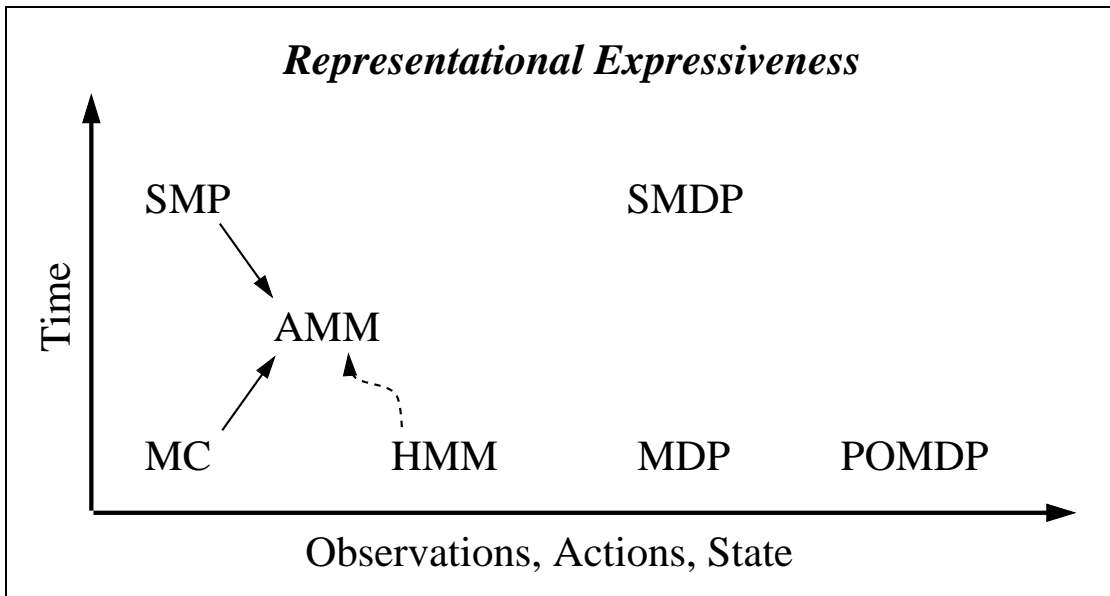 Representational Expressiveness
SMP SMDP
Time
AMM
MC HMM MDP POMDP
Observations, Actions, State